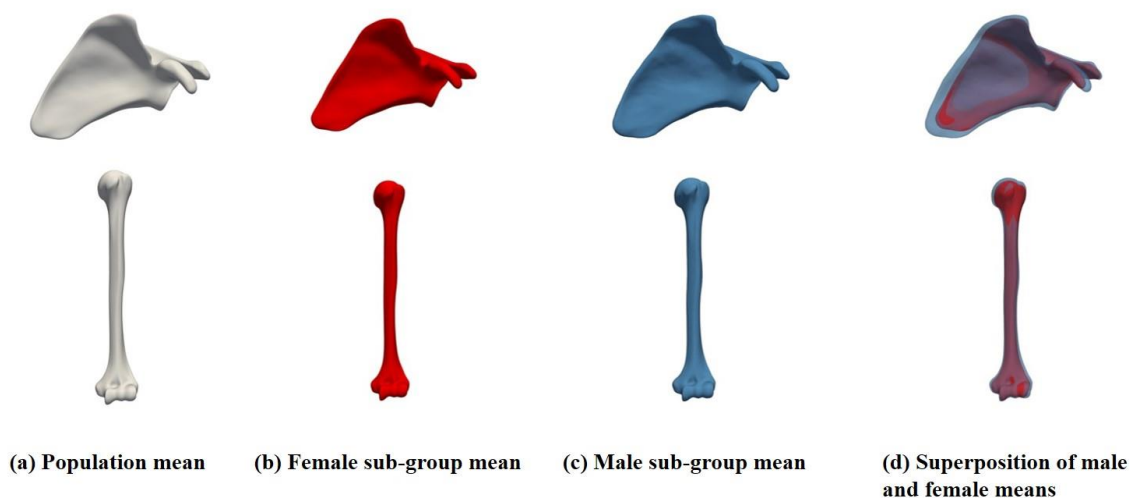 (a) Population mean
(b) Female sub-group mean
(c) Male sub-group mean
(d) Superposition of male
and female means